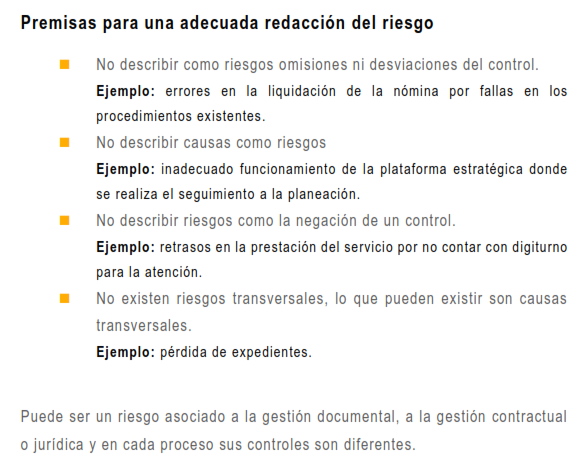 Premisas para una adecuada redacción del riesgo
No describir como riesgos omisiones ni desviaciones del control.
Ejemplo: errores en la liquidación de la nómina por fallas en los
procedimientos existentes.
No describir causas como riesgos
Ejemplo: inadecuado funcionamiento de la plataforma estratégica donde
se realiza el seguimiento a la planeación.
No describir riesgos como la negación de un control.
Ejemplo: retrasos en la prestación del servicio por no contar con digiturno
para la atención.
No existen riesgos transversales, lo que pueden existir son causas
transversales.
Ejemplo: pérdida de expedientes.
Puede ser un riesgo asociado a la gestión documental, a la gestión contractual
o jurídica y en cada proceso sus controles son diferentes.